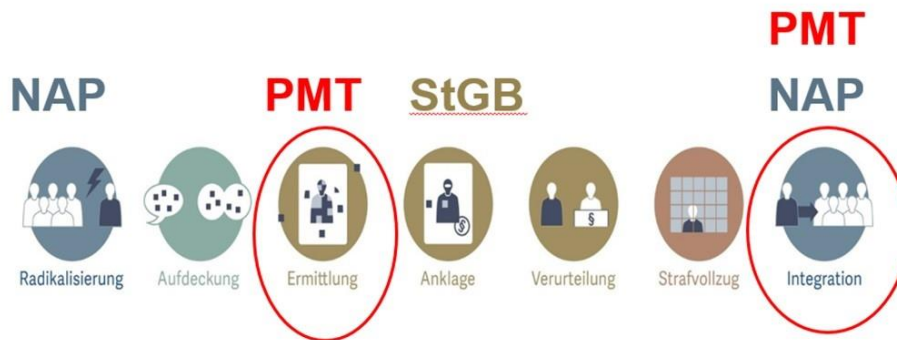 PMT
NAP PMT StGB NAP
§
$
Radikalisierung Aufdeckung Ermittlung Anklage Verurteilung Strafvollzug Integration